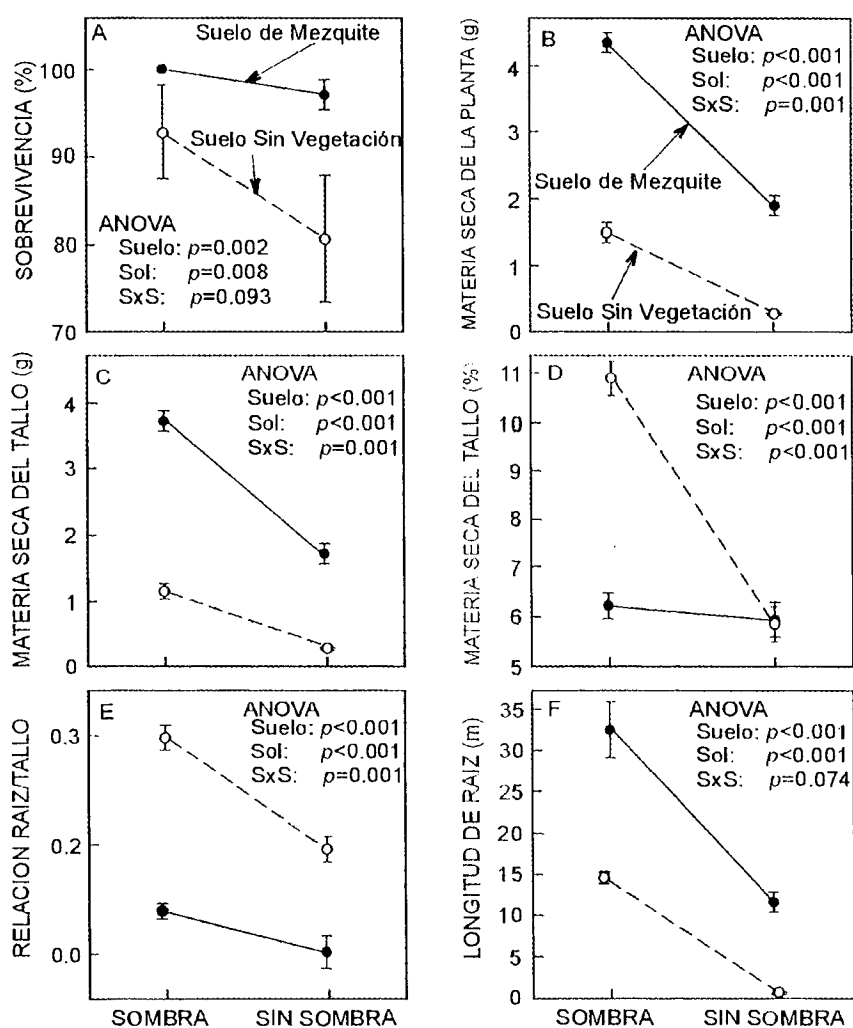 A
Suelo de Mezquite
Suelo Sin Vegetación
ANOVA
Suelo: p=0.002
Sol: p=0.008
SxS: p=0.093
SOBREVIVENCIA (%)
100
90
80
70
B
ANOVA
Suelo: p<0.001
Sol: p<0.001
SxS: p=0.001
Suelo de Mezquite
Suelo Sin Vegetación
MATERIA SECA DE LA PLANTA (g)
4
3
2
1
0
C
ANOVA
Suelo: p<0.001
Sol: p<0.001
SxS: p=0.001
MATERIA SECA DEL TALLO (g)
4
3
2
1
0
D
ANOVA
Suelo: p<0.001
Sol: p<0.001
SxS: p<0.001
MATERIA SECA DEL TALLO (%)
11
10
9
8
7
6
5
E
ANOVA
Suelo: p<0.001
Sol: p<0.001
SxS: p=0.001
RELACION RAIZ/TALLO
0.3
0.2
0.0
SOMBRA
SIN SOMBRA
F
ANOVA
Suelo: p<0.001
Sol: p<0.001
SxS: p=0.074
LONGITUD DE RAIZ (m)
35
30
25
20
15
10
5
0
SOMBRA
SIN SOMBRA